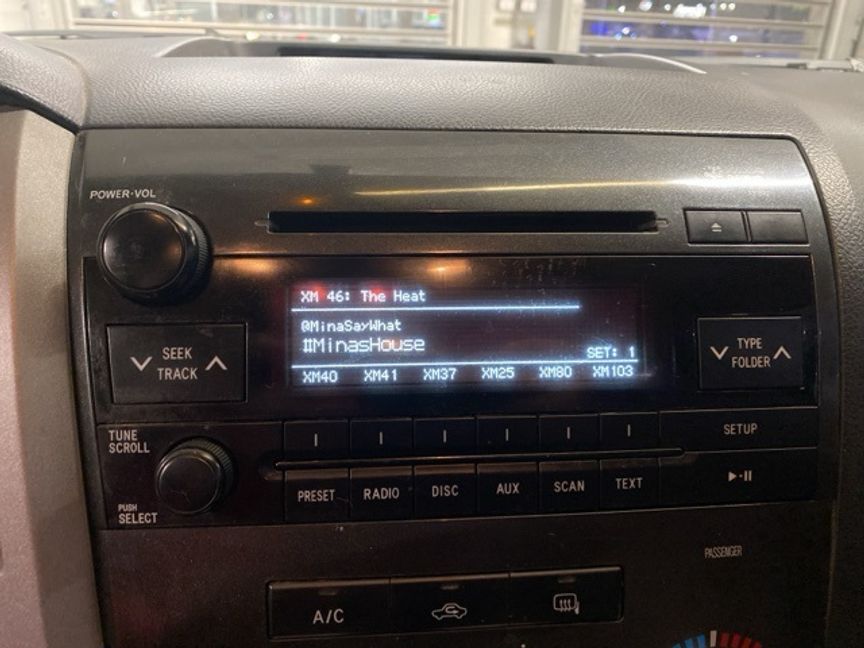 POWER·VOL
XM 46: The Heat
@MinaSayWhat
#MinasHouse
SET: 1
XM40 XM41 XM37 XM25 XM80 XM103
SEEK
TRACK
TYPE
FOLDER
TUNE
SCROLL
SETUP
PRESET RADIO DISC AUX SCAN TEXT
PUSH
SELECT
PASSENGER
A/C